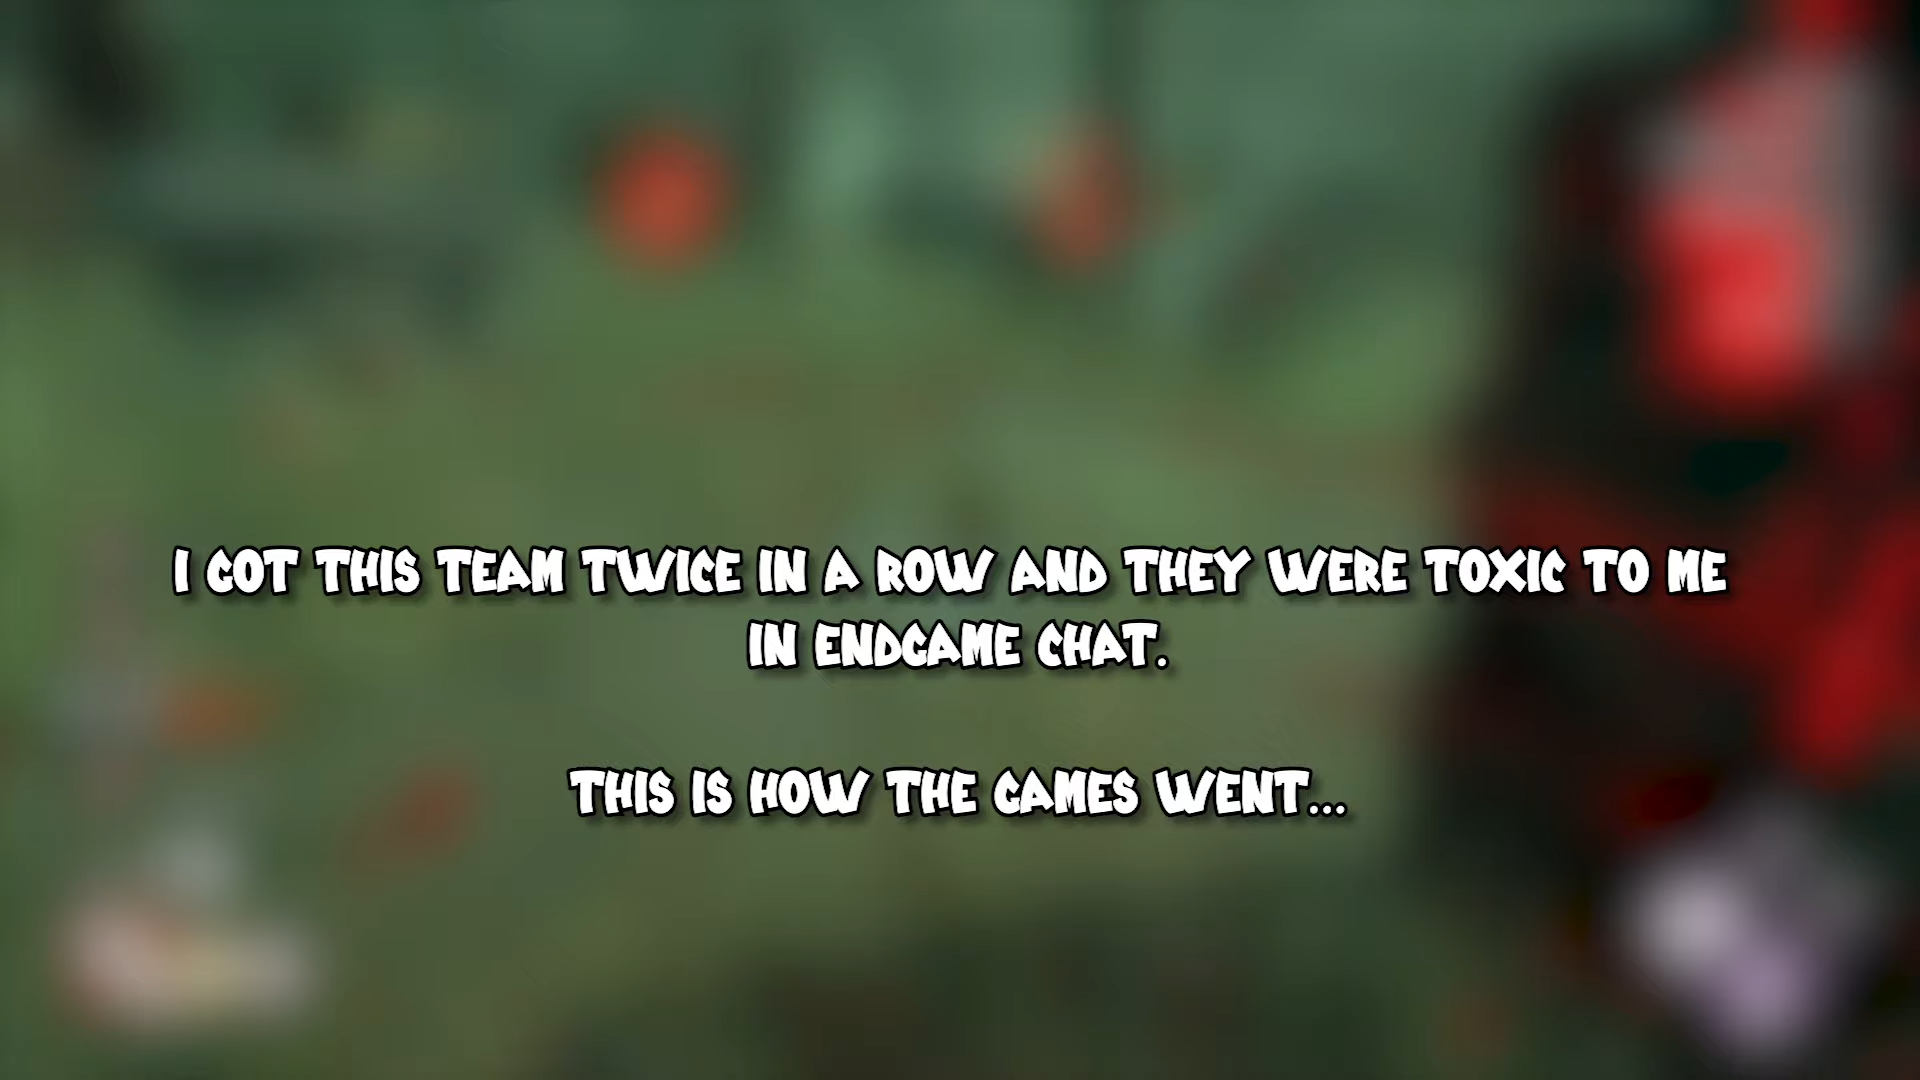 I GOT THIS TEAM TWICE IN A ROW AND THEY WERE TOXIC TO ME
IN ENDGAME CHAT.
THIS IS HOW THE GAMES WENT...